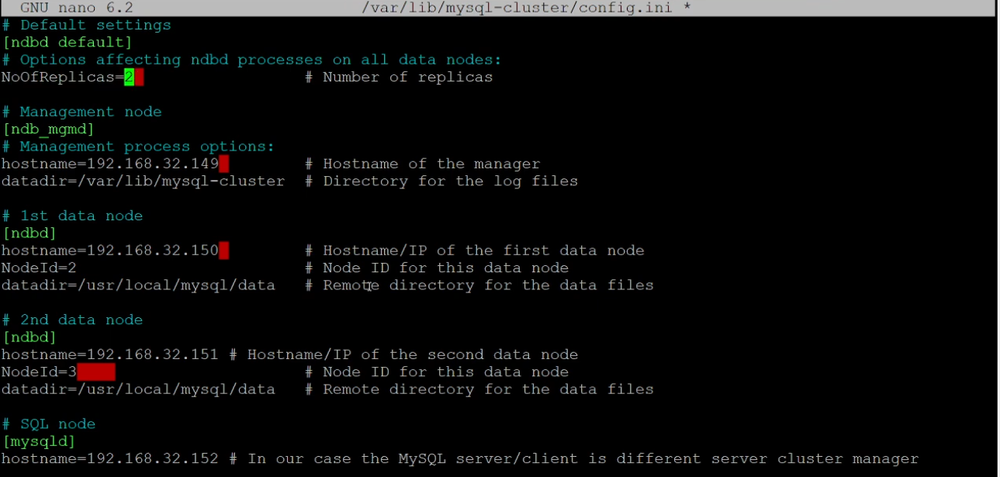 GNU nano 6.2 /var/lib/mysql-cluster/config.ini *
# Default settings
[ndbd default]
# Options affecting ndbd processes on all data nodes:
NoOfReplicas=2 # Number of replicas
# Management node
[ndb_mgmd]
# Management process options:
hostname=192.168.32.149 # Hostname of the manager
datadir=/var/lib/mysql-cluster # Directory for the log files
# 1st data node
[ndbd]
hostname=192.168.32.150 # Hostname/IP of the first data node
NodeId=2 # Node ID for this data node
datadir=/usr/local/mysql/data # Remote directory for the data files
# 2nd data node
[ndbd]
hostname=192.168.32.151 # Hostname/IP of the second data node
NodeId=3 # Node ID for this data node
datadir=/usr/local/mysql/data # Remote directory for the data files
# SQL node
[mysqld]
hostname=192.168.32.152 # In our case the MySQL server/client is different server cluster manager